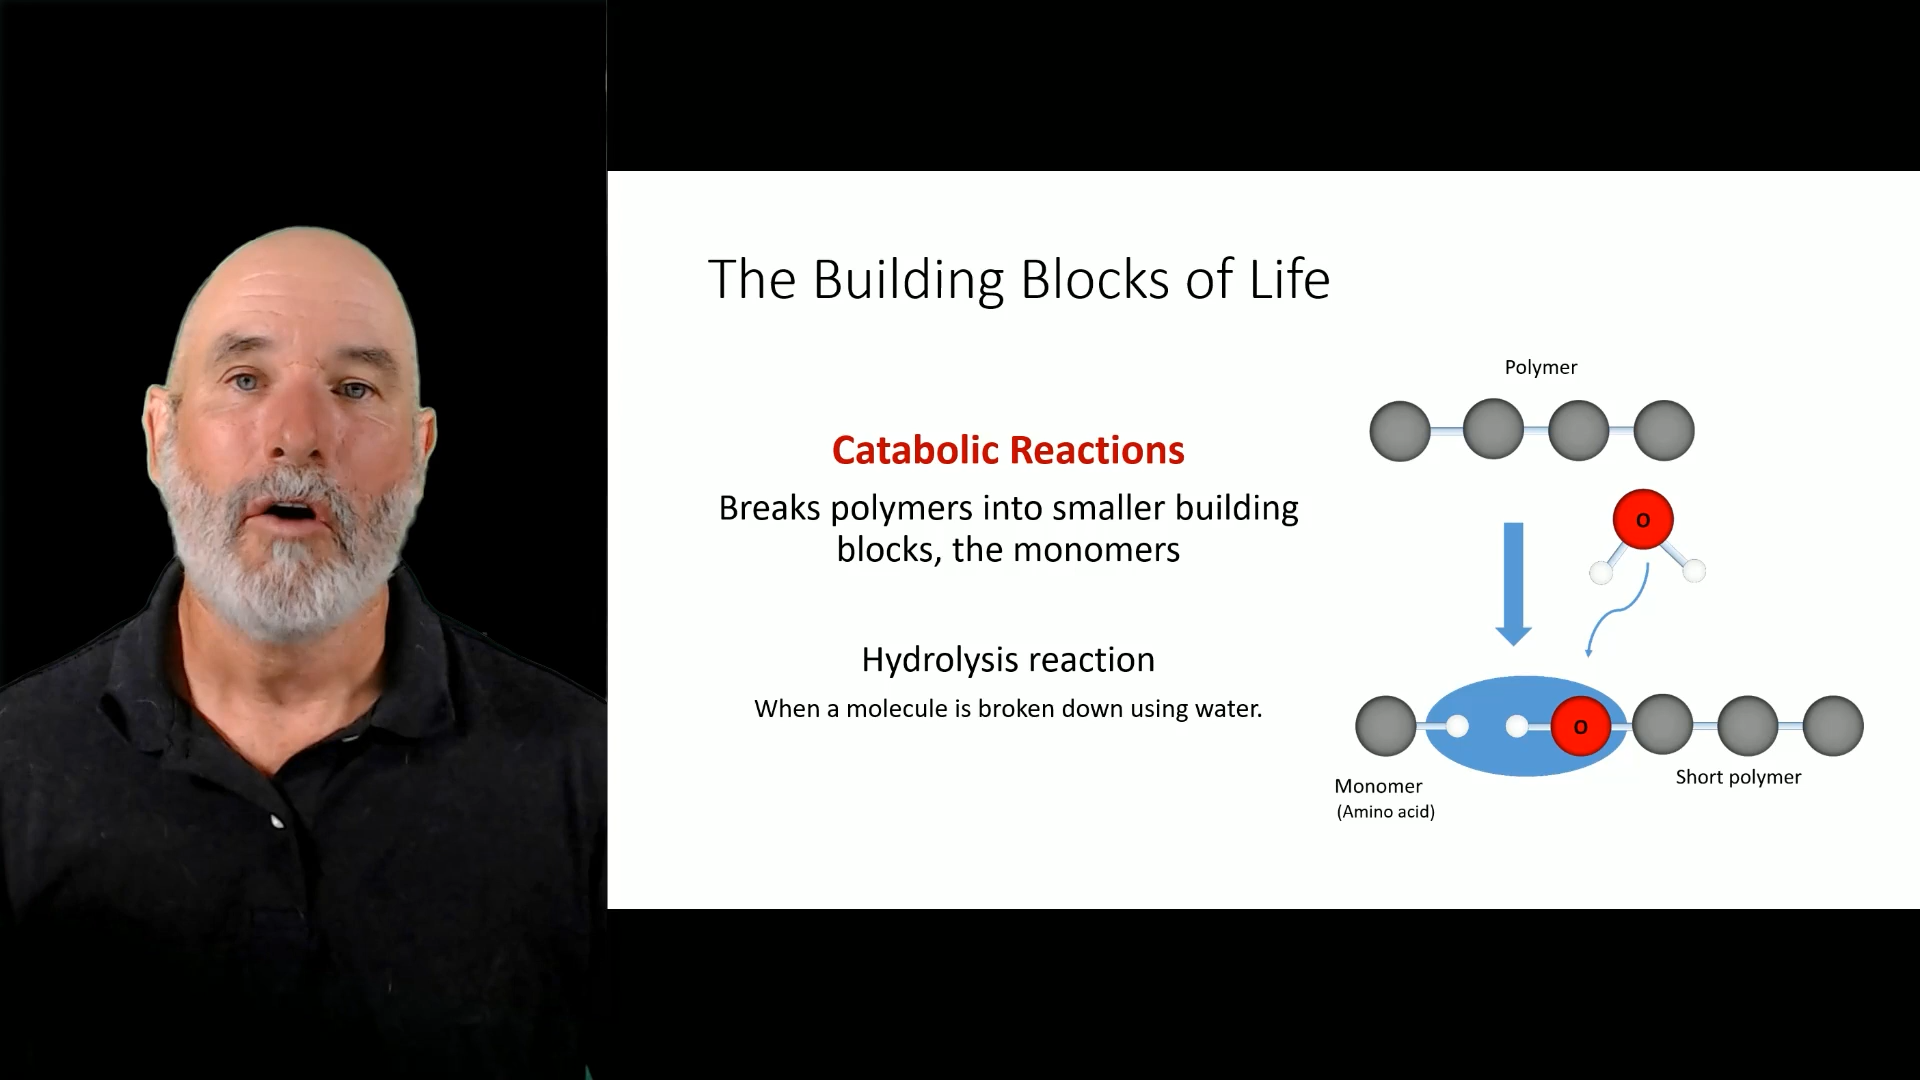 The Building Blocks of Life
Catabolic Reactions
Breaks polymers into smaller building
blocks, the monomers
Hydrolysis reaction
When a molecule is broken down using water.
Polymer
O
O
Monomer
(Amino acid)
Short polymer